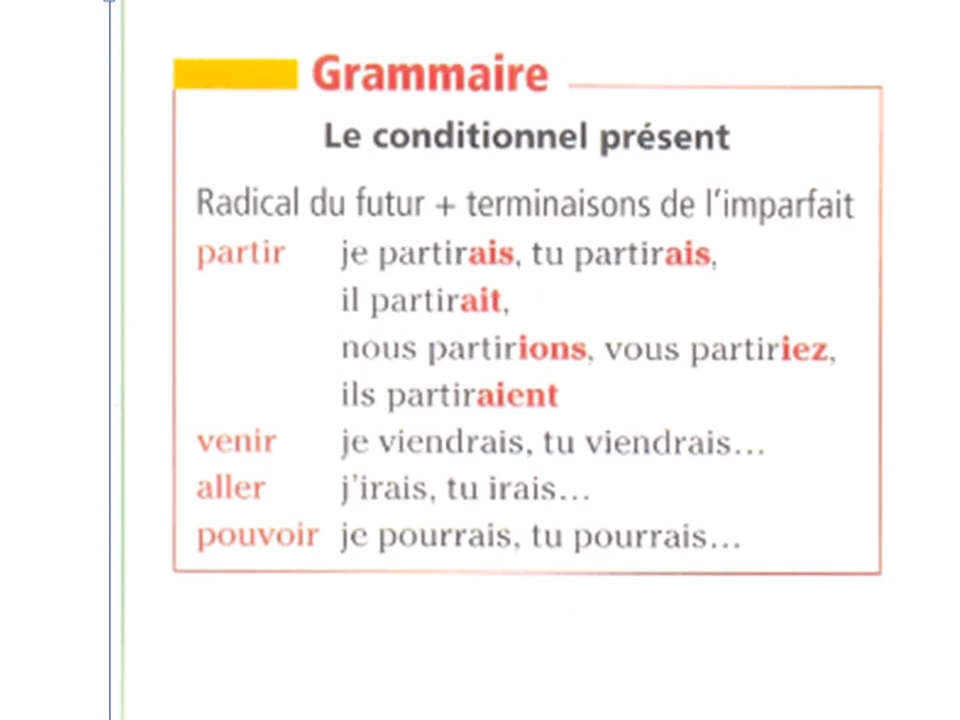 Grammaire
Le conditionnel présent
Radical du futur + terminaisons de l'imparfait
partir je partirais, tu partirais,
il partirait,
nous partirions, vous partiriez,
ils partiraient
venir je viendrais, tu viendrais...
aller j'irais, tu irais...
pouvoir je pourrais, tu pourrais...